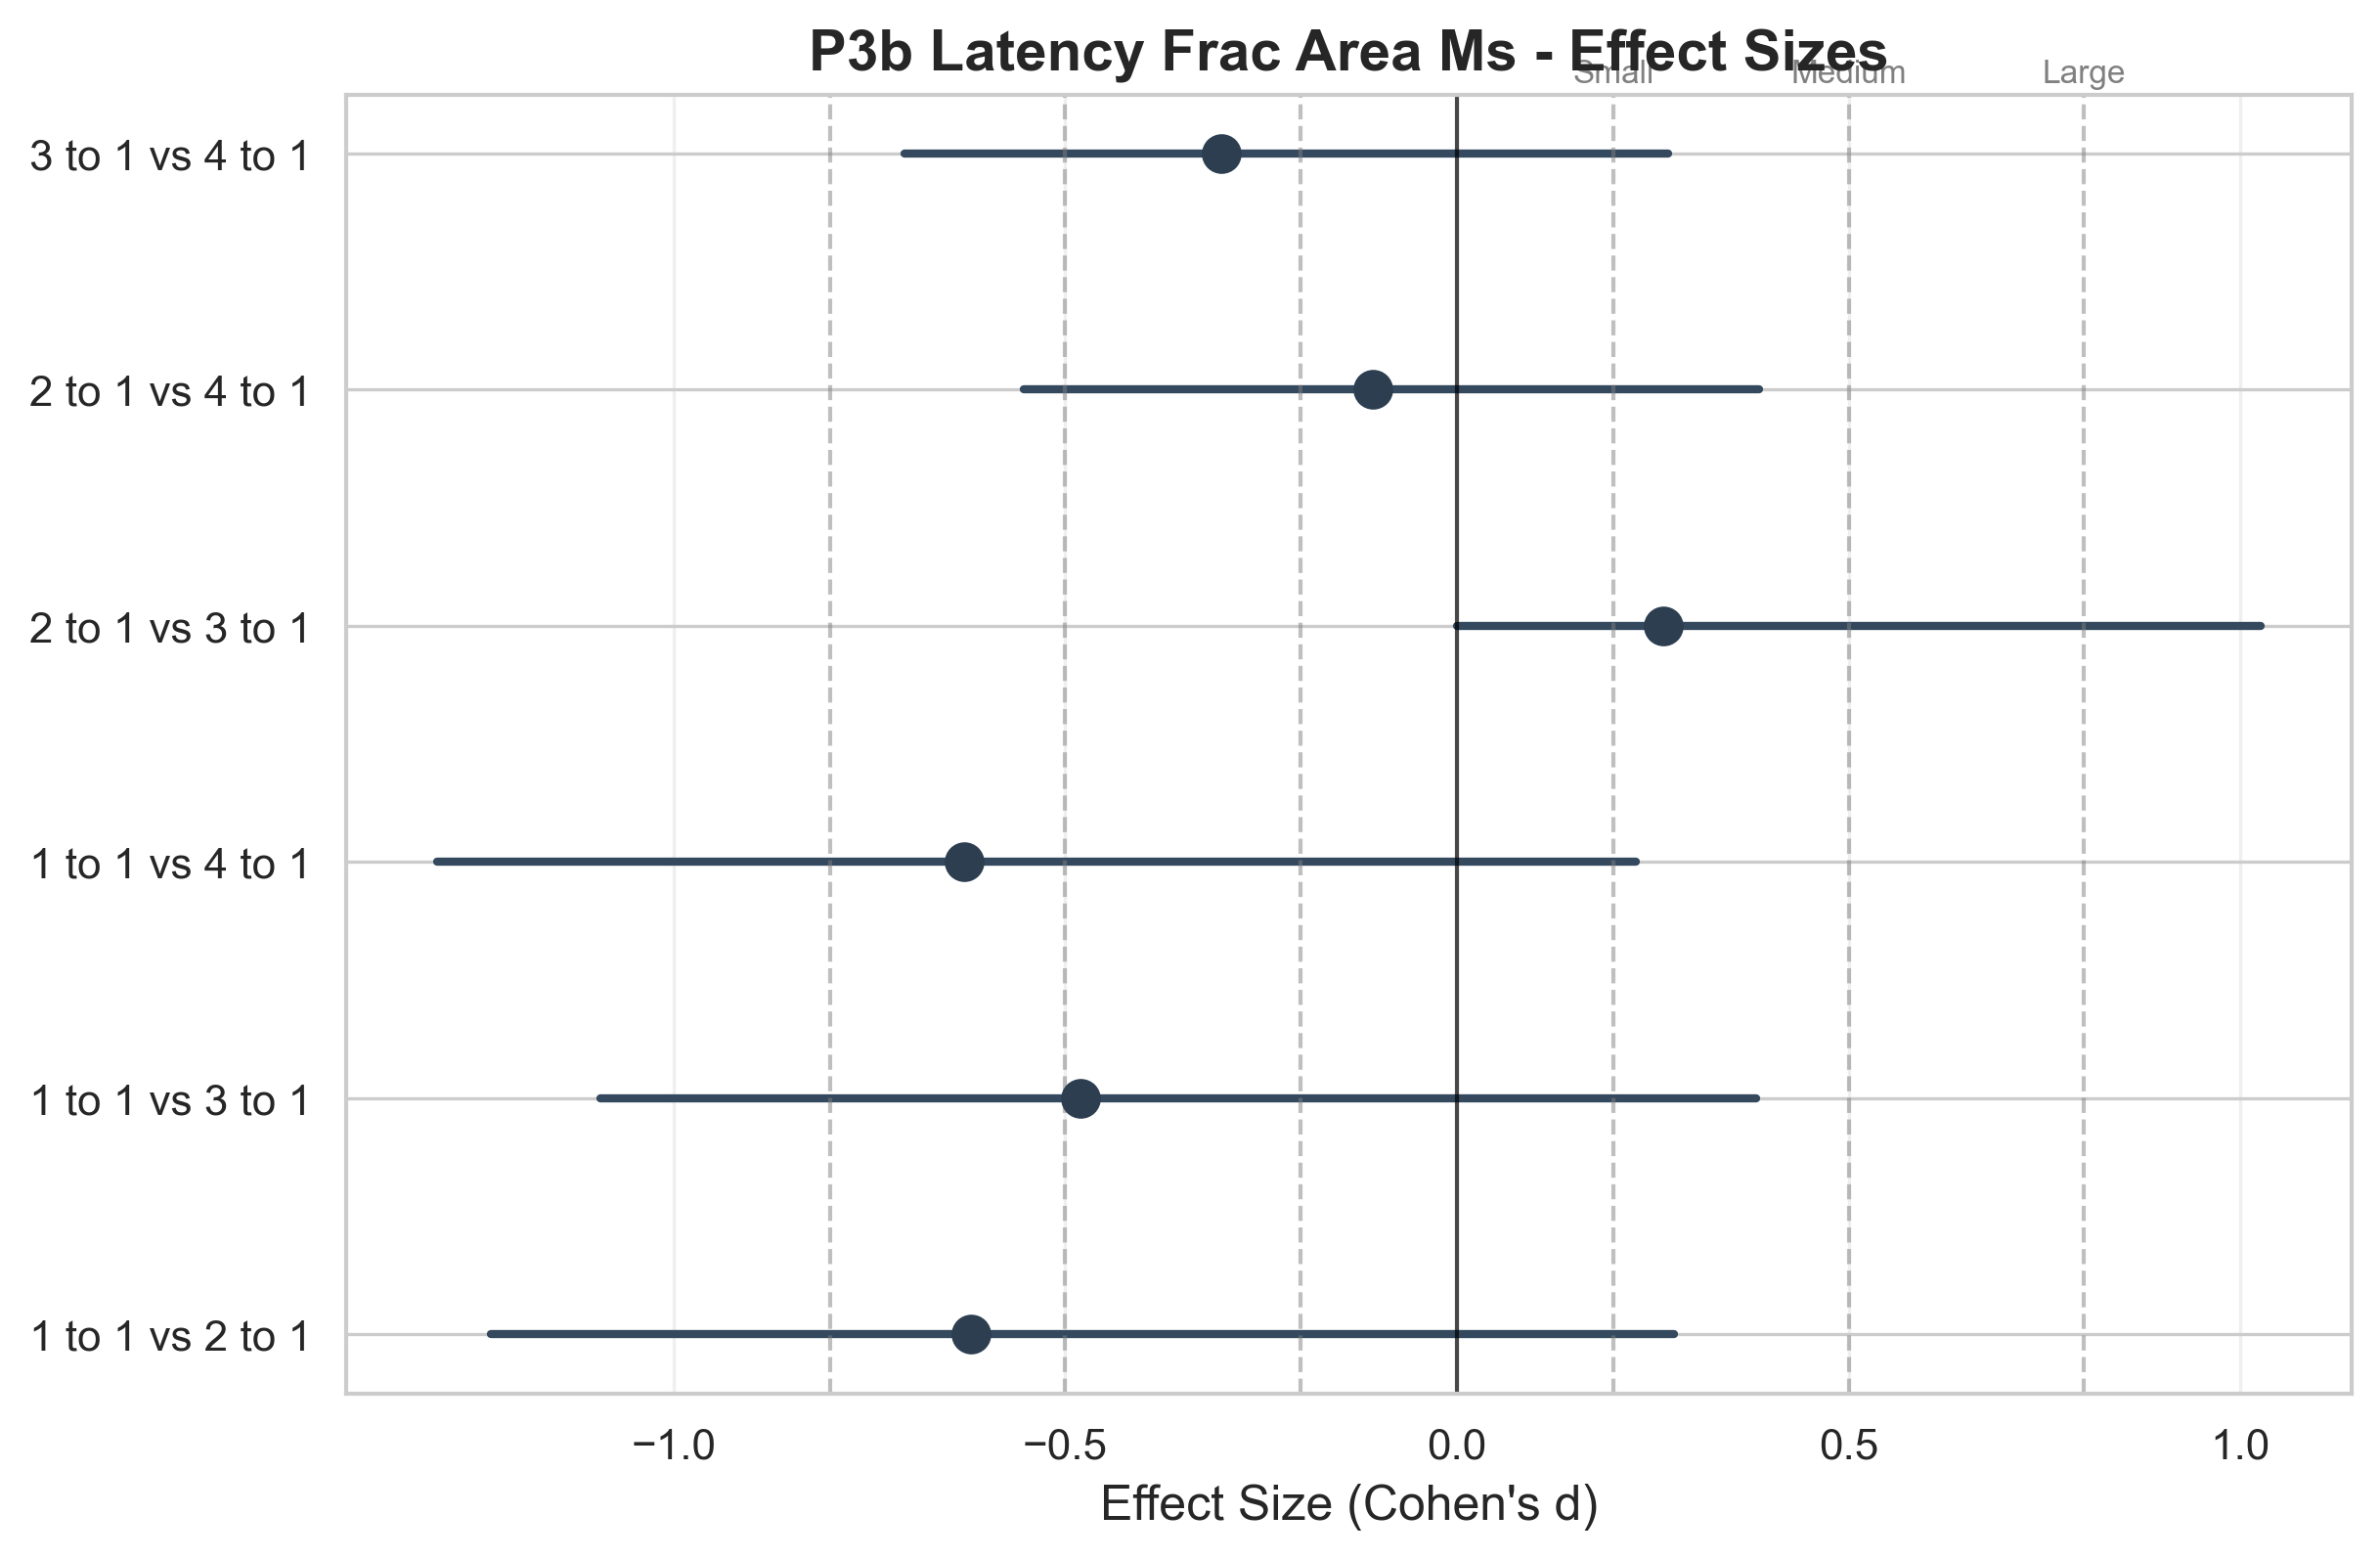 P3b Latency Frac Area Ms - Effect Sizes
Small Medium Large
3 to 1 vs 4 to 1
2 to 1 vs 4 to 1
2 to 1 vs 3 to 1
1 to 1 vs 4 to 1
1 to 1 vs 3 to 1
1 to 1 vs 2 to 1
−1.0 −0.5 0.0 0.5 1.0
Effect Size (Cohen's d)